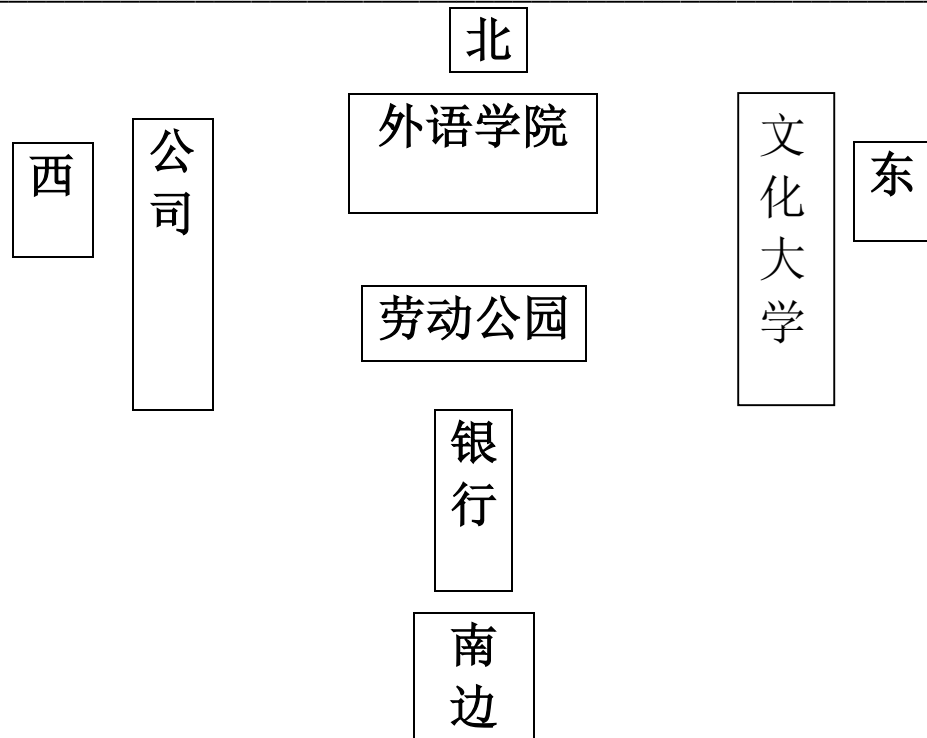 北
外语学院
文化大学
公司
西
东
劳动公园
银行
南边